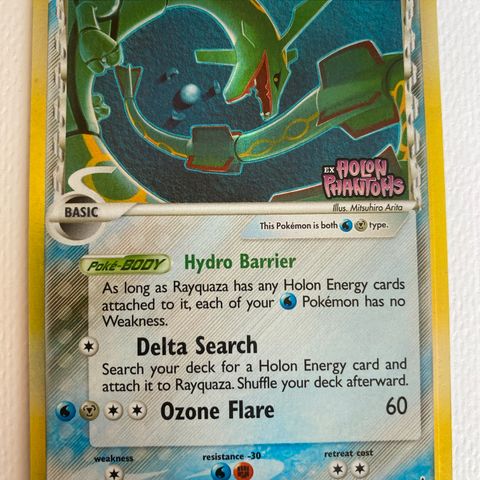 EX HOLON
PHANTOMS
Illus. Mitsuhiro Arita
BASIC
This Pokémon is both type.
Poké-BODY Hydro Barrier
As long as Rayquaza has any Holon Energy cards
attached to it, each of your Pokémon has no
Weakness.
Delta Search
Search your deck for a Holon Energy card and
attach it to Rayquaza. Shuffle your deck afterward.
Ozone Flare 60
weakness resistance -30 retreat cost